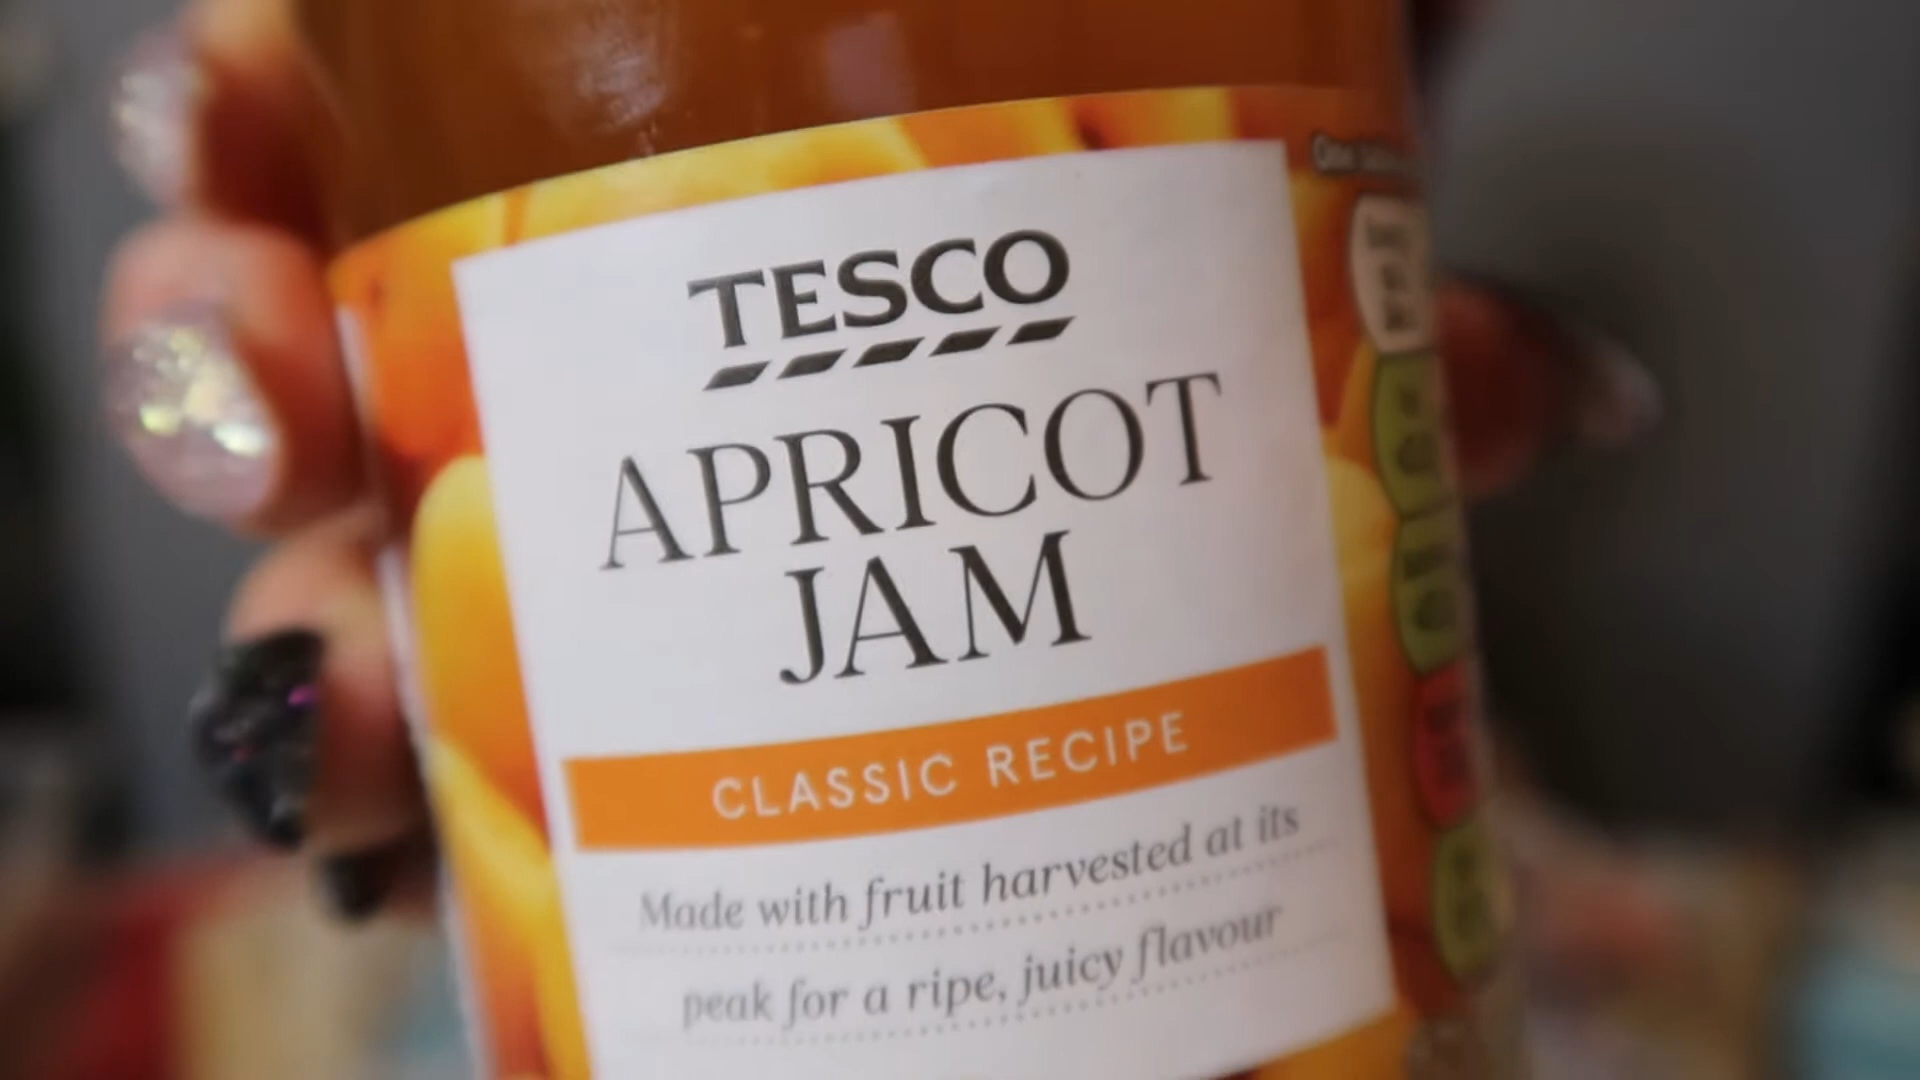 TESCO
APRICOT
JAM
CLASSIC RECIPE
Made with fruit harvested at its
peak for a ripe, juicy flavour